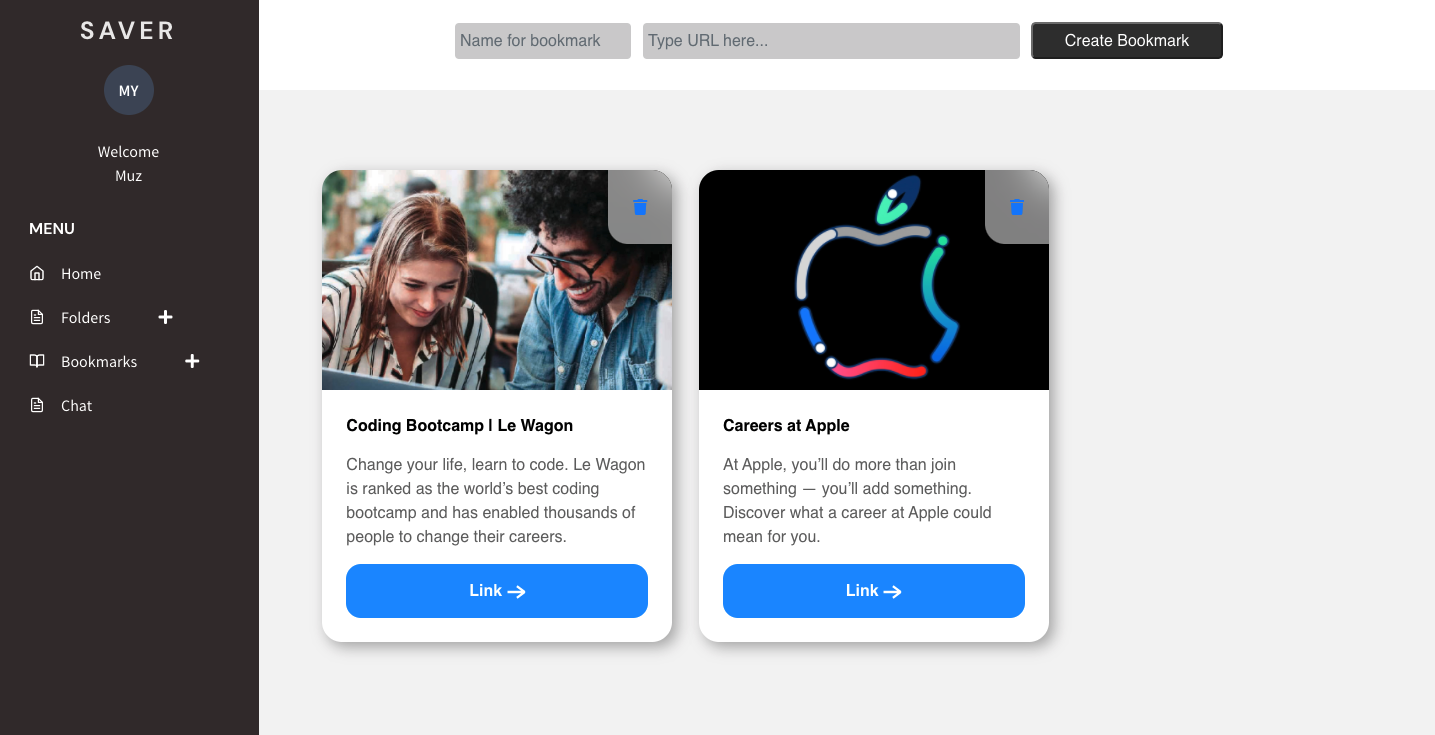 SAVER
MY
Welcome
Muz
MENU
Home
Folders
Bookmarks
Chat
Name for bookmark
Type URL here...
Create Bookmark
Coding Bootcamp | Le Wagon
Change your life, learn to code. Le Wagon
is ranked as the world’s best coding
bootcamp and has enabled thousands of
people to change their careers.
Link
Careers at Apple
At Apple, you’ll do more than join
something — you’ll add something.
Discover what a career at Apple could
mean for you.
Link